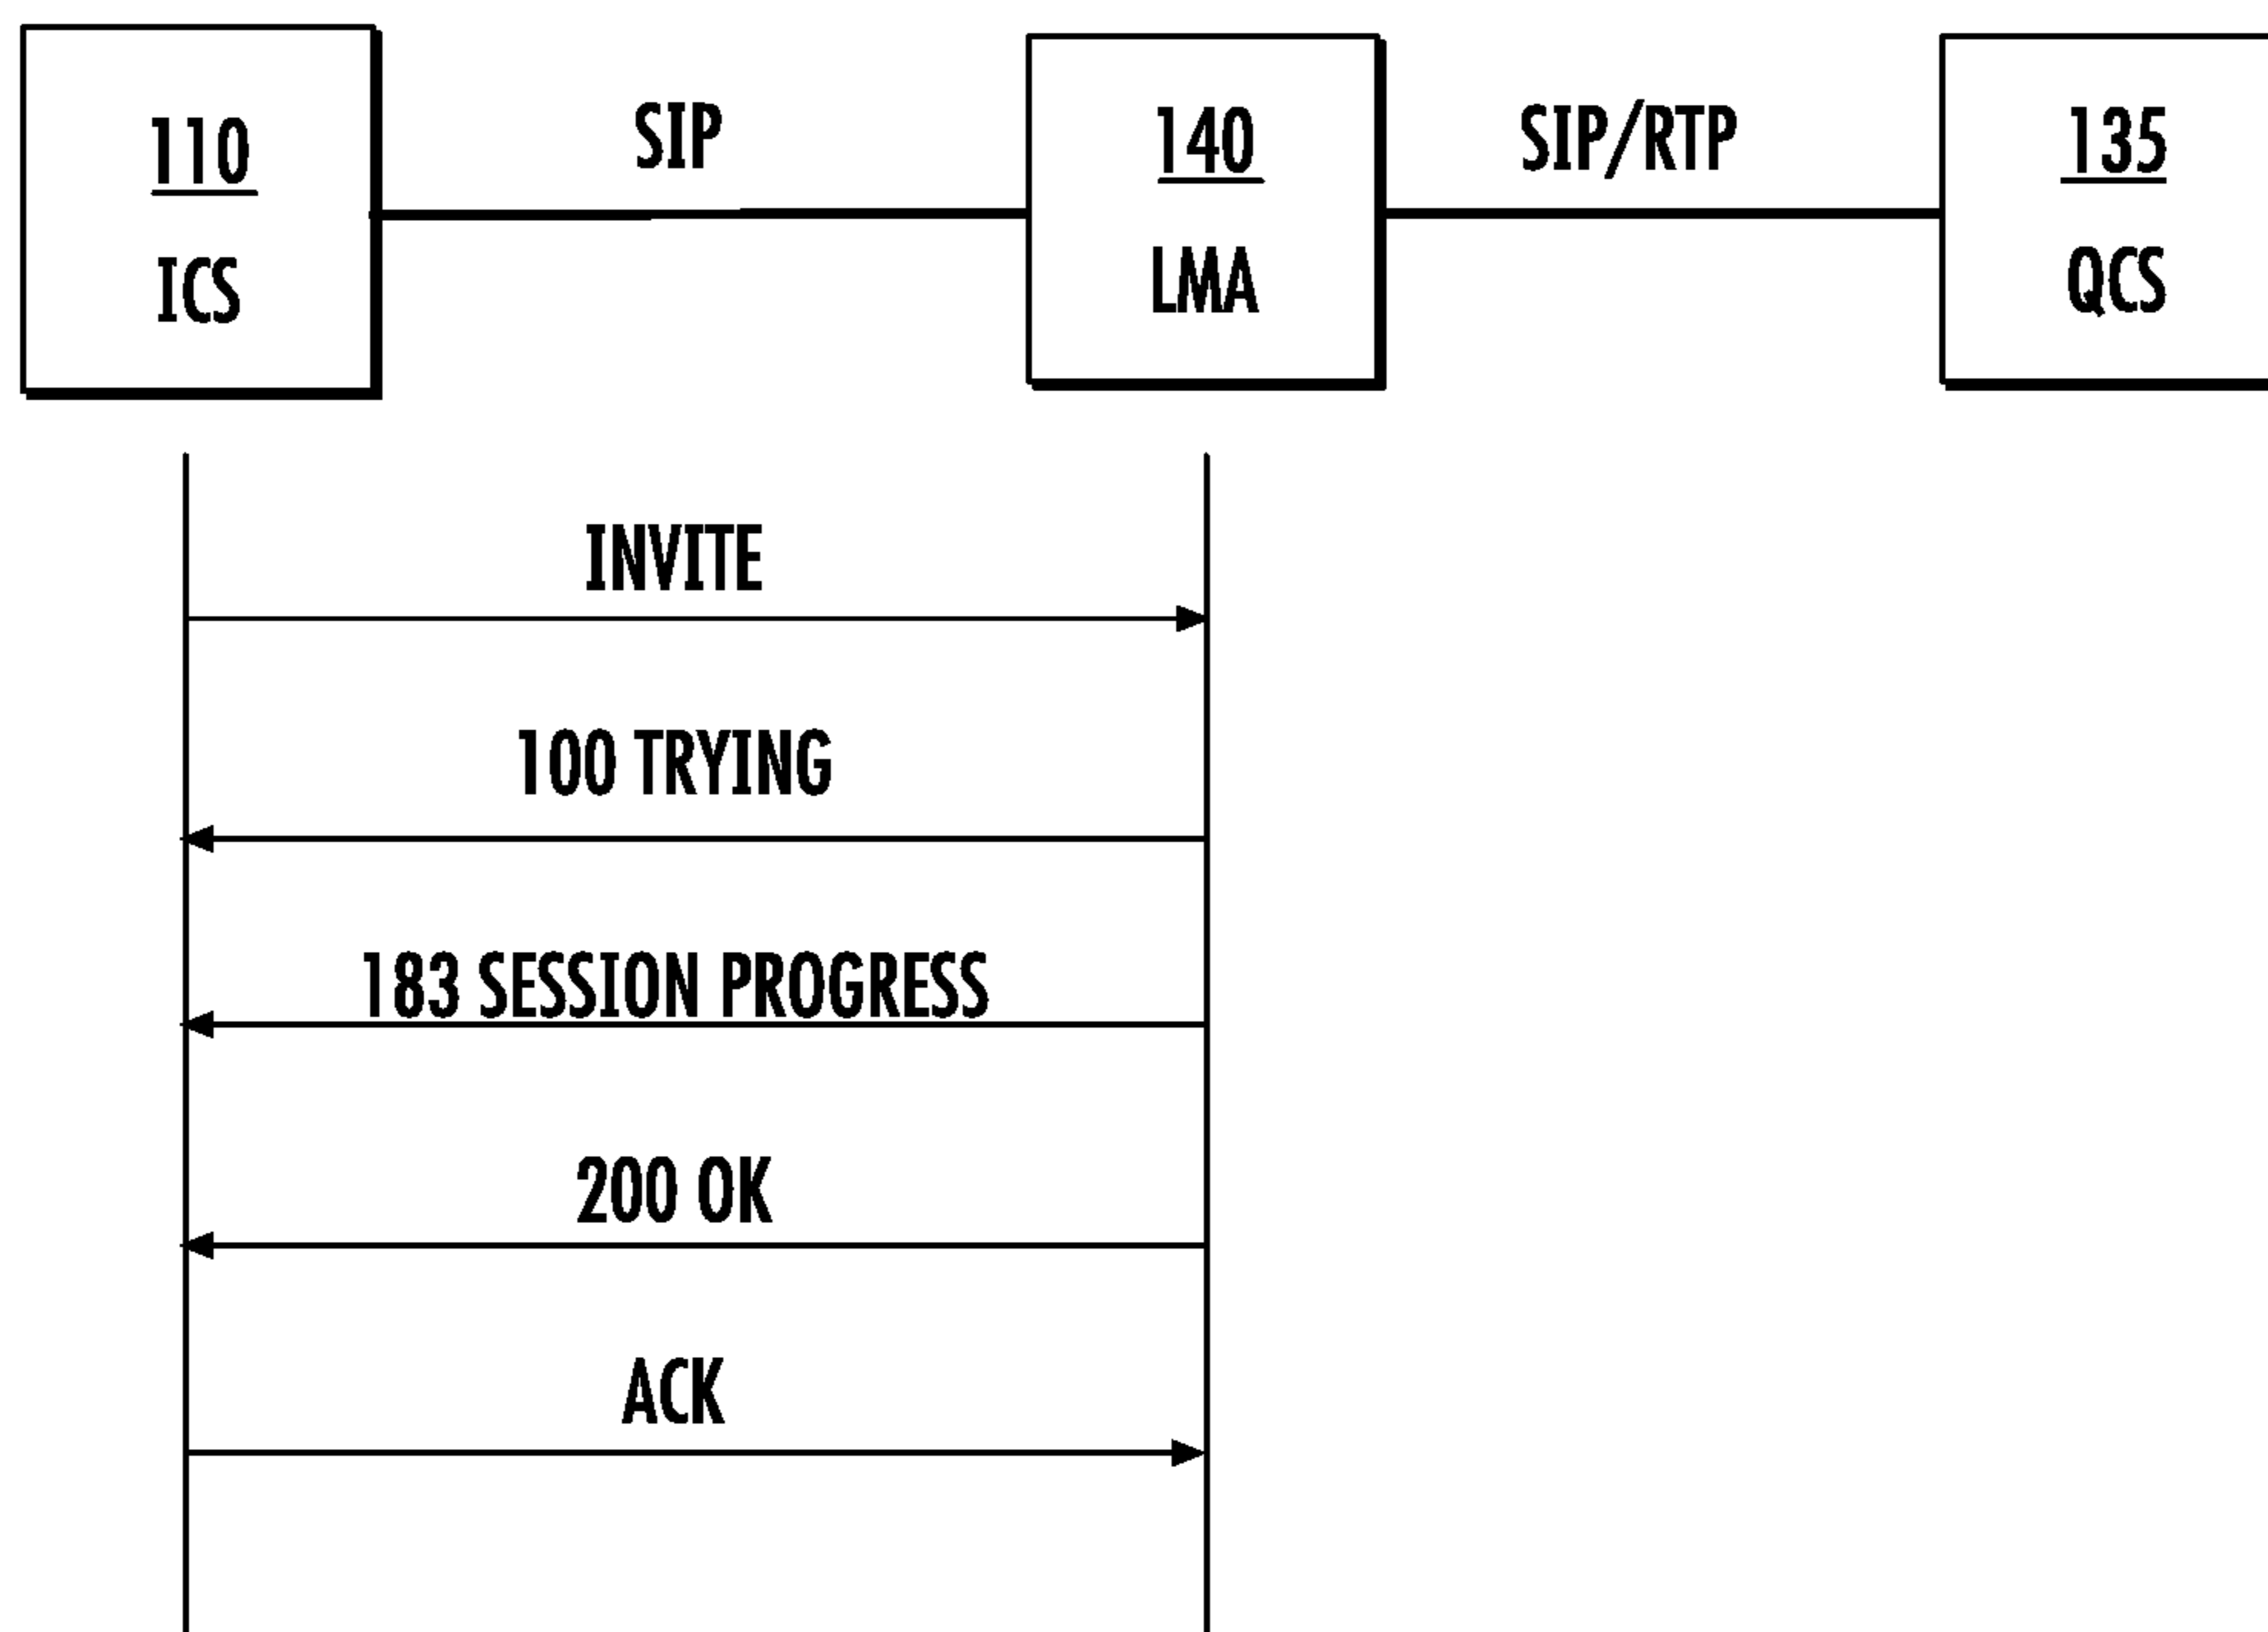 110
ICS
SIP
140
LMA
SIP/RTP
135
QCS
INVITE
100 TRYING
183 SESSION PROGRESS
200 OK
ACK